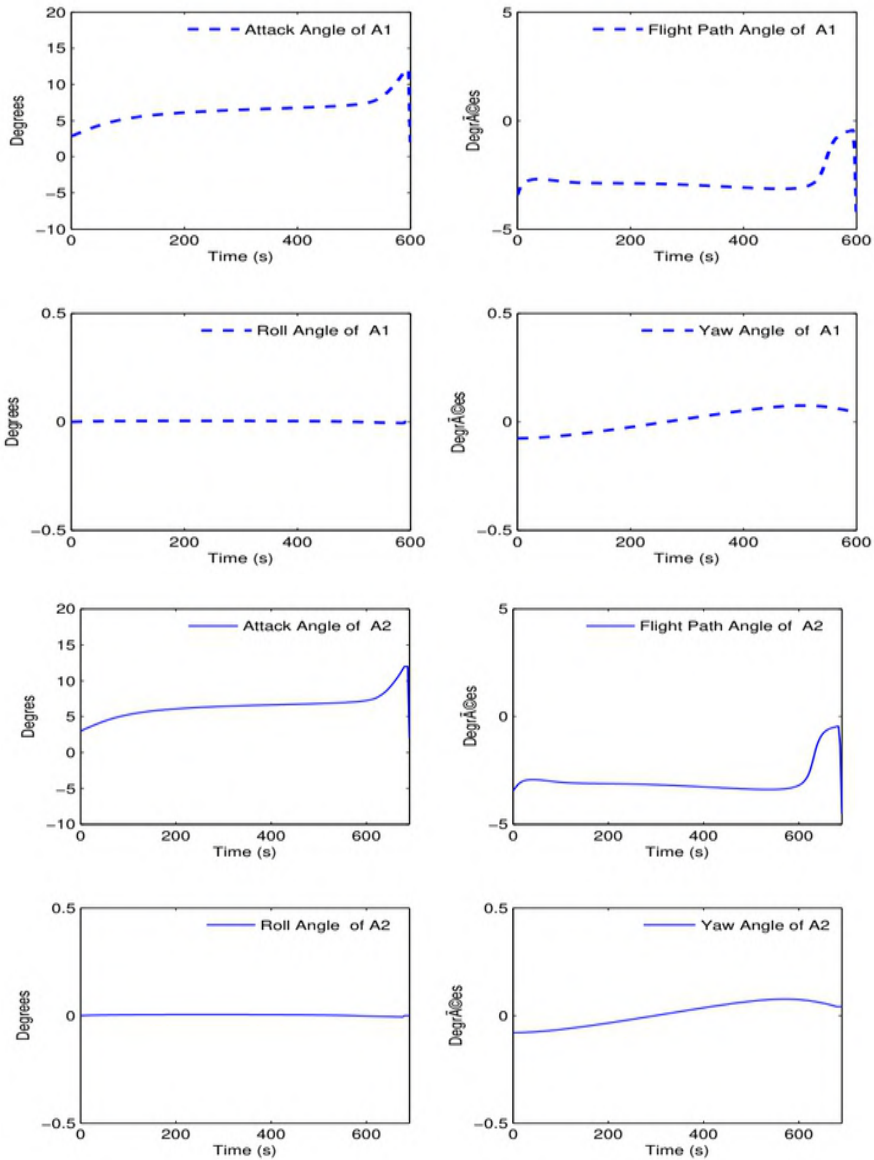 Attack Angle of A1
Degrees
20
15
10
5
0
−5
−10
0
200
400
600
Time (s)
Flight Path Angle of A1
DegrÃ©es
5
0
−5
0
200
400
600
Time (s)
Roll Angle of A1
Degrees
0.5
0
−0.5
0
200
400
600
Time (s)
Yaw Angle of A1
DegrÃ©es
0.5
0
−0.5
0
200
400
600
Time (s)
Attack Angle of A2
Degres
20
15
10
5
0
−5
−10
0
200
400
600
Time (s)
Flight Path Angle of A2
DegrÃ©es
5
0
−5
0
200
400
600
Time (s)
Roll Angle of A2
Degrees
0.5
0
−0.5
0
200
400
600
Time (s)
Yaw Angle of A2
DegrÃ©es
0.5
0
−0.5
0
200
400
600
Time (s)